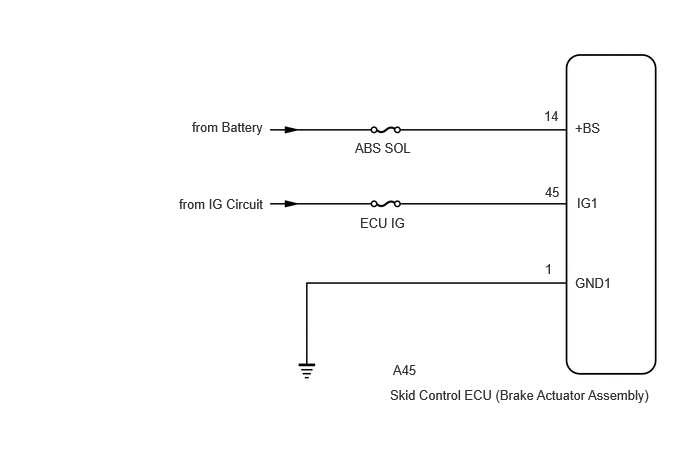 14
from Battery
+BS
ABS SOL
45
from IG Circuit
IG1
ECU IG
1
GND1
A45
Skid Control ECU (Brake Actuator Assembly)